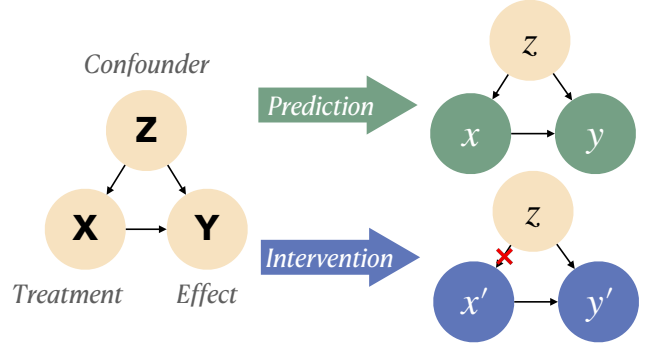 Confounder
Z
X
Y
Treatment
Effect
Prediction
z
x
y
Intervention
z
x′
y′